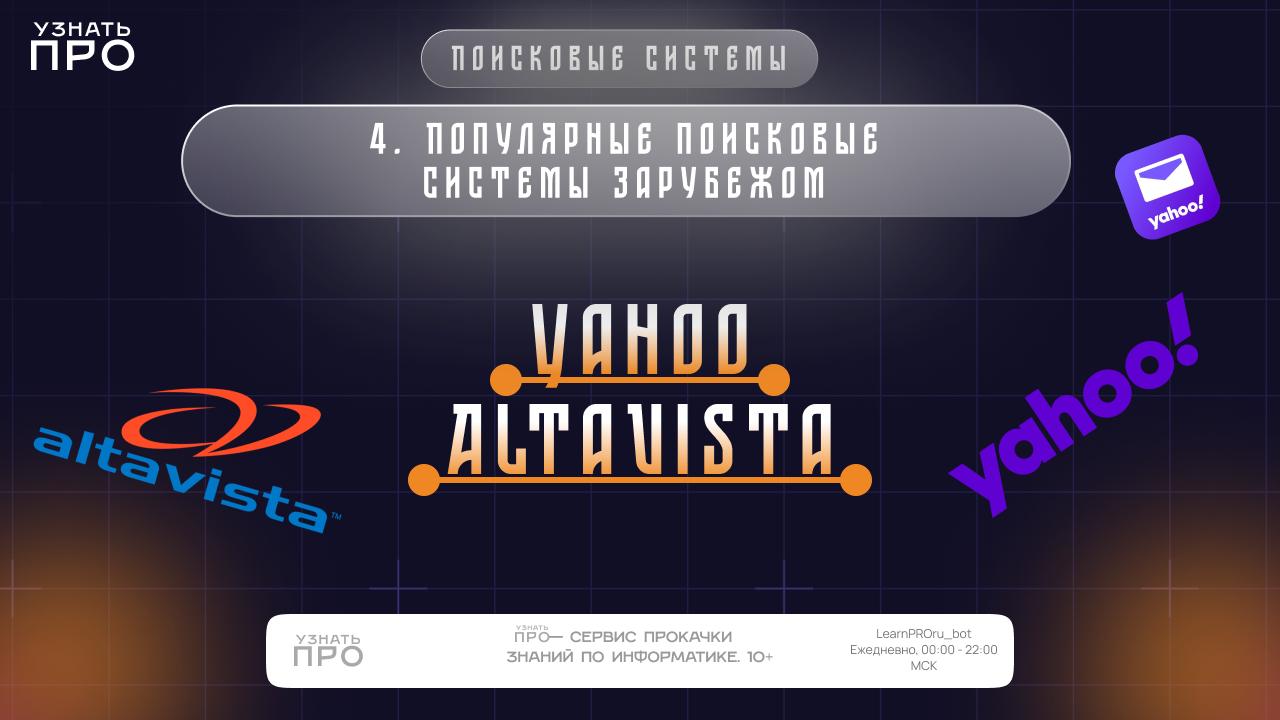 УЗНАТЬ
ПРО
ПОИСКОВЫЕ СИСТЕМЫ
4. ПОПУЛЯРНЫЕ ПОИСКОВЫЕ
СИСТЕМЫ ЗАРУБЕЖОМ
yahoo!
YAHOO
ALTAVISTA
altavista™
yahoo!
УЗНАТЬ
ПРО
УЗНАТЬ
ПРО— СЕРВИС ПРОКАЧКИ
ЗНАНИЙ ПО ИНФОРМАТИКЕ. 10+
LearnPROru_bot
Ежедневно, 00:00 - 22:00
МСК